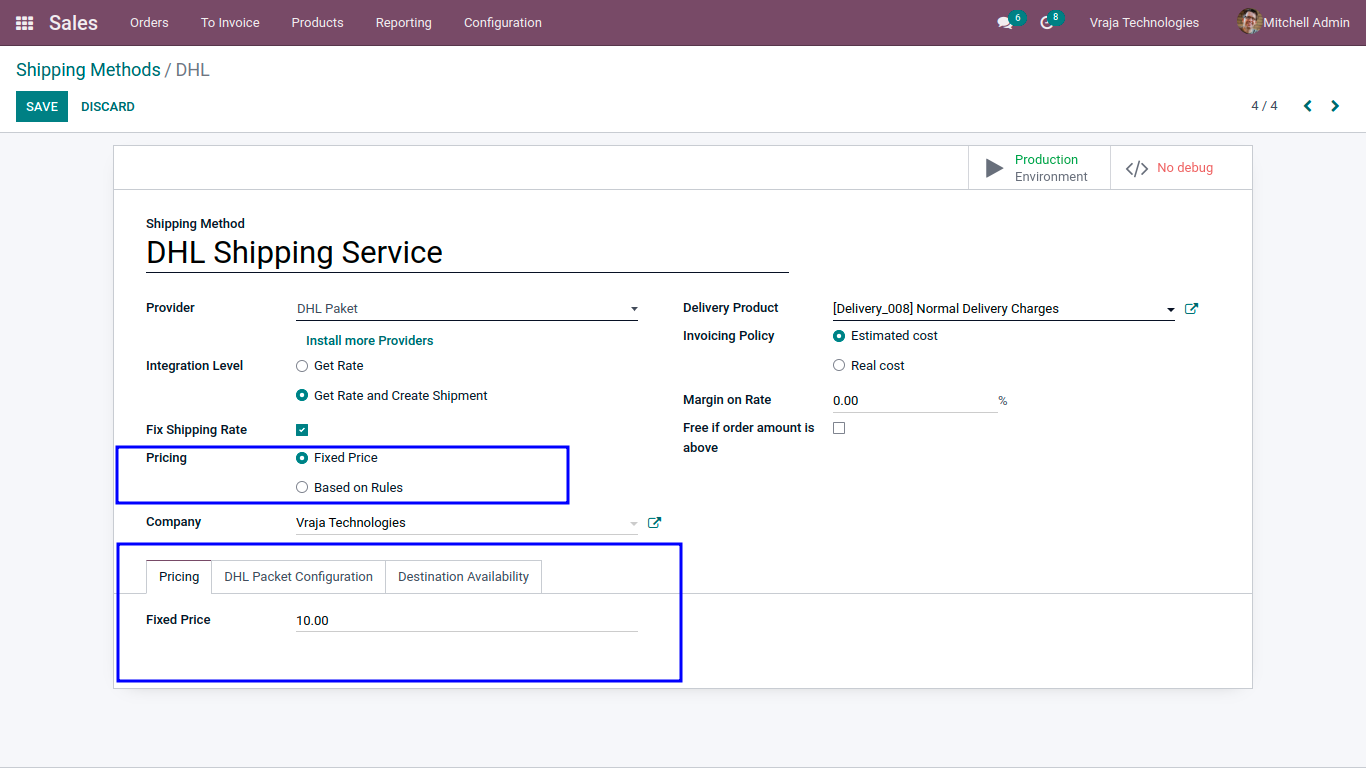 Sales Orders To Invoice Products Reporting Configuration 6 8 Vraja Technologies Mitchell Admin
Shipping Methods / DHL
SAVE DISCARD 4 / 4
Production
Environment
No debug
Shipping Method
DHL Shipping Service
Provider DHL Paket
Install more Providers
Integration Level Get Rate
Get Rate and Create Shipment
Fix Shipping Rate
Pricing Fixed Price
Based on Rules
Company Vraja Technologies
Delivery Product [Delivery_008] Normal Delivery Charges
Invoicing Policy Estimated cost
Real cost
Margin on Rate 0.00 %
Free if order amount is
above
Pricing DHL Packet Configuration Destination Availability
Fixed Price 10.00